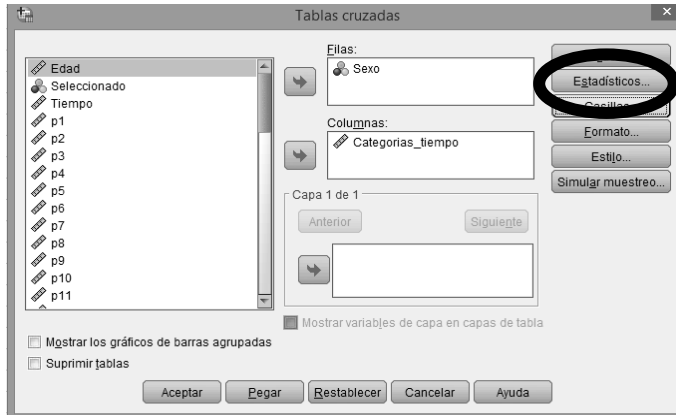 Tablas cruzadas
Edad
Seleccionado
Tiempo
p1
p2
p3
p4
p5
p6
p7
p8
p9
p10
p11
Filas:
Sexo
Columnas:
Categorias_tiempo
Capa 1 de 1
Anterior
Siguiente
Mostrar variables de capa en capas de tabla
Estadísticos...
Casillas...
Formato...
Estilo...
Simular muestreo...
Mostrar los gráficos de barras agrupadas
Suprimir tablas
Aceptar
Pegar
Restablecer
Cancelar
Ayuda